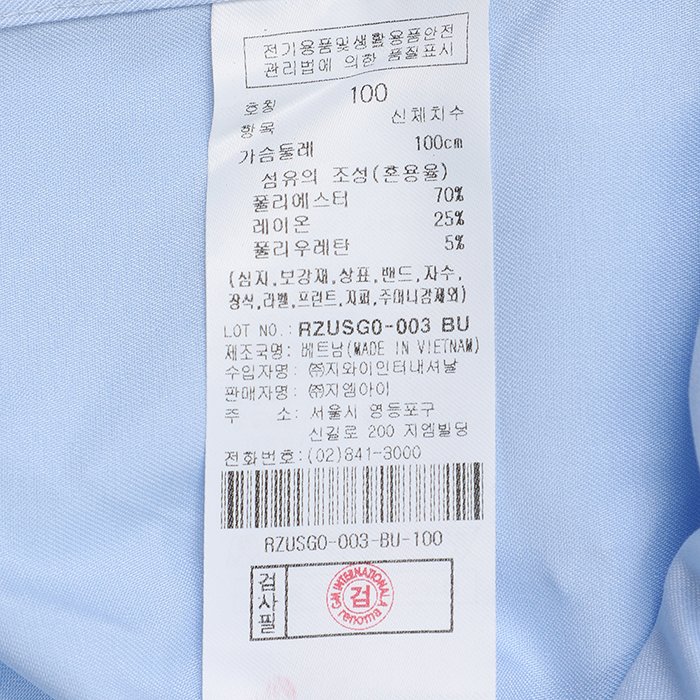 전기용품및생활용품안전
관리법에 의한 품질표시
호칭 100
항목 신체치수
가슴둘레 100cm
섬유의 조성(혼용율)
폴리에스터 70%
레이온 25%
폴리우레탄 5%
(심지,보강재,상표,밴드,자수,
장식,라벨,프린트,지퍼,주머니감제외)
LOT NO.: RZUSG0-003 BU
제조국명: 베트남(MADE IN VIETNAM)
수입자명: ㈜지와이인터내셔날
판매자명: ㈜지엠아이
주 소: 서울시 영등포구
신길로 200 지엠빌딩
전화번호:(02)841-3000
RZUSG0-003-BU-100
검사필
GMI INTERNATIONAL
검
renoma